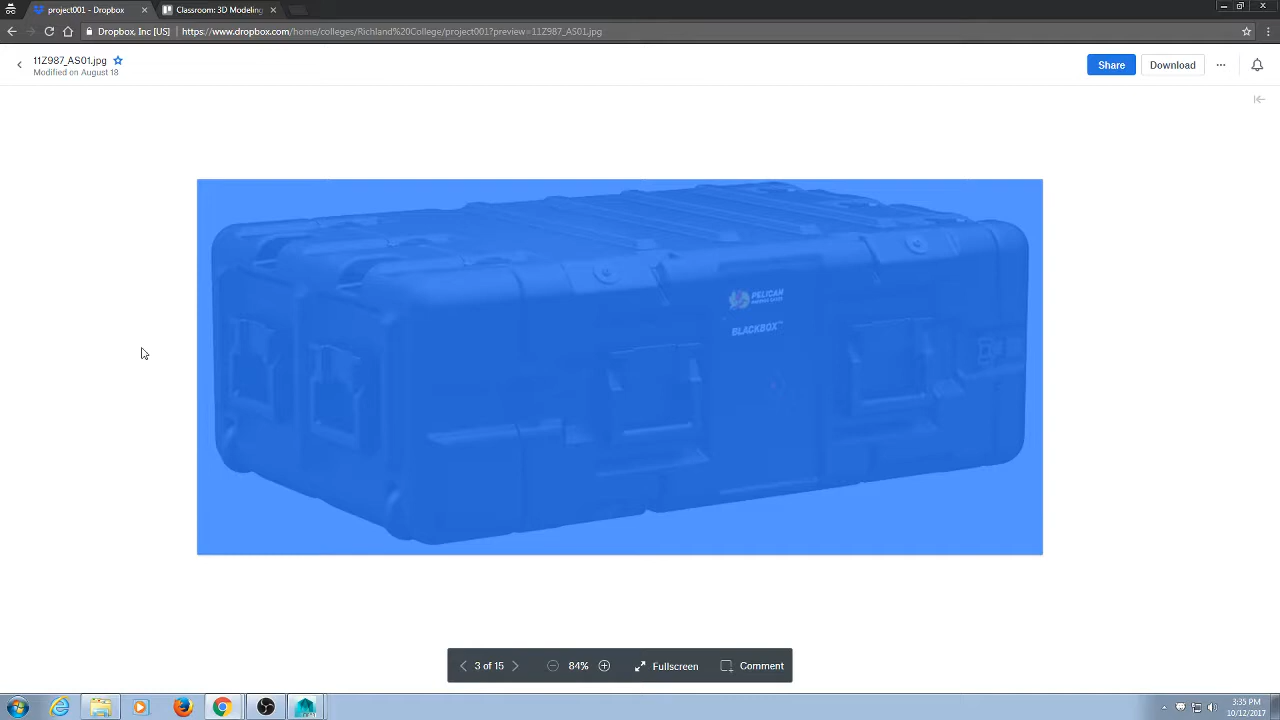 project001 - Dropbox
Classroom: 3D Modeling
Dropbox, Inc [US]
https://www.dropbox.com/home/colleges/Richland%20College/project001?preview=11Z987_AS01.jpg
11Z987_AS01.jpg
Modified on August 18
Share
Download
PELICAN
BLACKBOX™
3 of 15
84%
Fullscreen
Comment
3:35 PM
10/12/2017